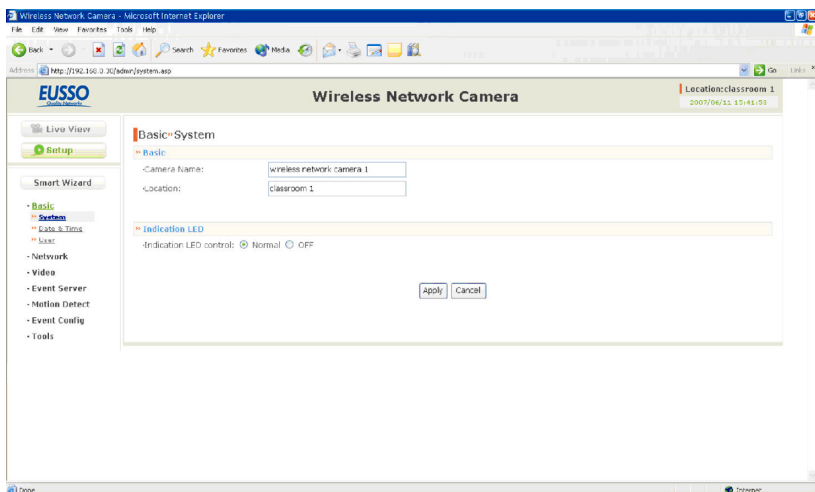 Wireless Network Camera - Microsoft Internet Explorer
File Edit View Favorites Tools Help
Back Search Favorites Media
Address http://192.168.0.30/admin/system.asp Go Links
EUSSO
Quality Networks
Wireless Network Camera
Location:classroom 1
2007/06/11 15:41:53
Live View
Setup
Smart Wizard
Basic
System
Date & Time
User
Network
Video
Event Server
Motion Detect
Event Config
Tools
Basic»System
Basic
Camera Name: wireless network camera 1
Location: classroom 1
Indication LED
Indication LED control: Normal OFF
Apply Cancel
Done Internet